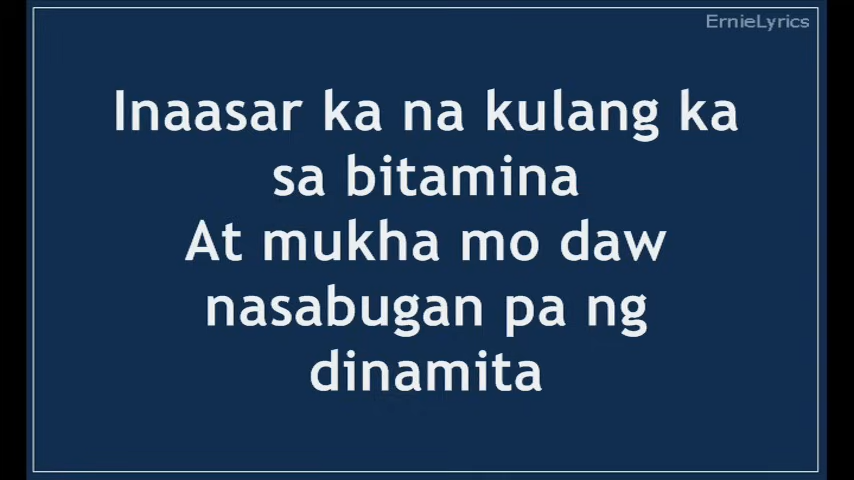 ErnieLyrics
Inaasar ka na kulang ka
sa bitamina
At mukha mo daw
nasabugan pa ng
dinamita